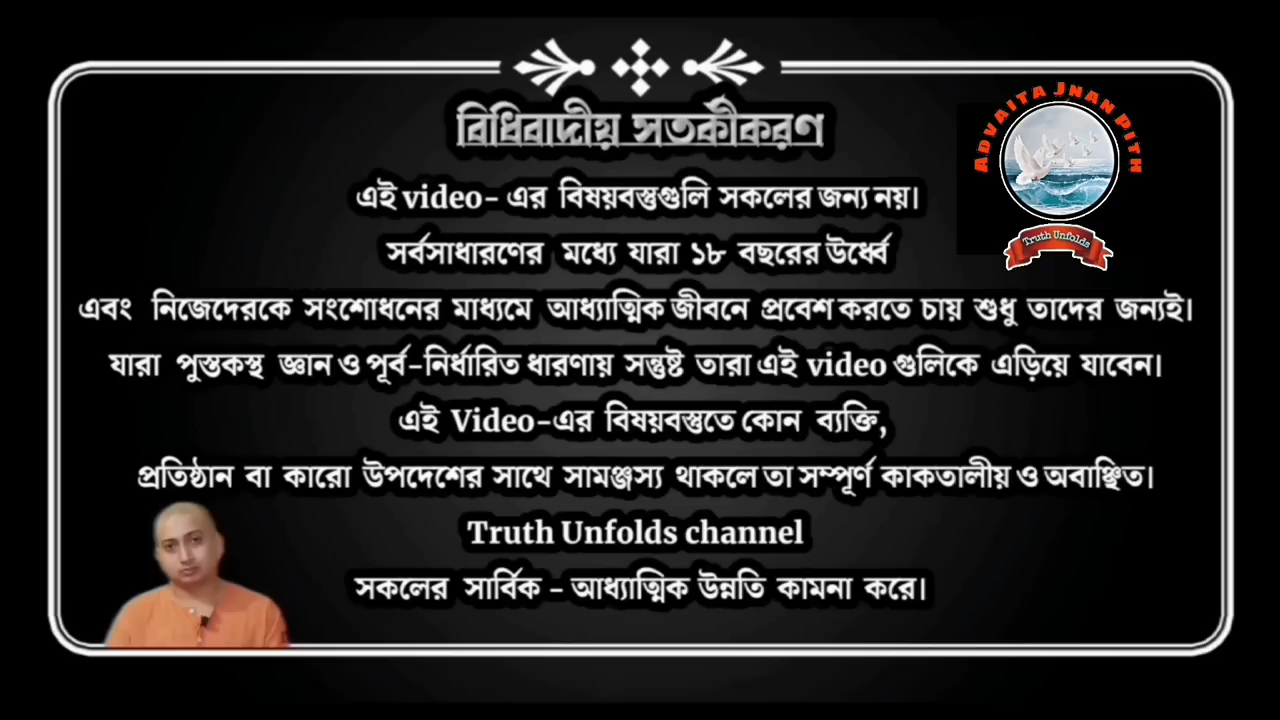 বিধিবাদীয় সতর্কীকরণ
ADVAITA JNAN PITH
Truth Unfolds
এই video- এর বিষয়বস্তুগুলি সকলের জন্য নয়।
সর্বসাধারণের মধ্যে যারা ১৮ বছরের উর্ধ্বে
এবং নিজেদেরকে সংশোধনের মাধ্যমে আধ্যাত্মিক জীবনে প্রবেশ করতে চায় শুধু তাদের জন্যই।
যারা পুস্তকস্থ জ্ঞান ও পূর্ব-নির্ধারিত ধারণায় সন্তুষ্ট তারা এই video গুলিকে এড়িয়ে যাবেন।
এই Video-এর বিষয়বস্তুতে কোন ব্যক্তি,
প্রতিষ্ঠান বা কারো উপদেশের সাথে সামঞ্জস্য থাকলে তা সম্পূর্ণ কাকতালীয় ও অবাঞ্ছিত।
Truth Unfolds channel
সকলের সার্বিক - আধ্যাত্মিক উন্নতি কামনা করে।